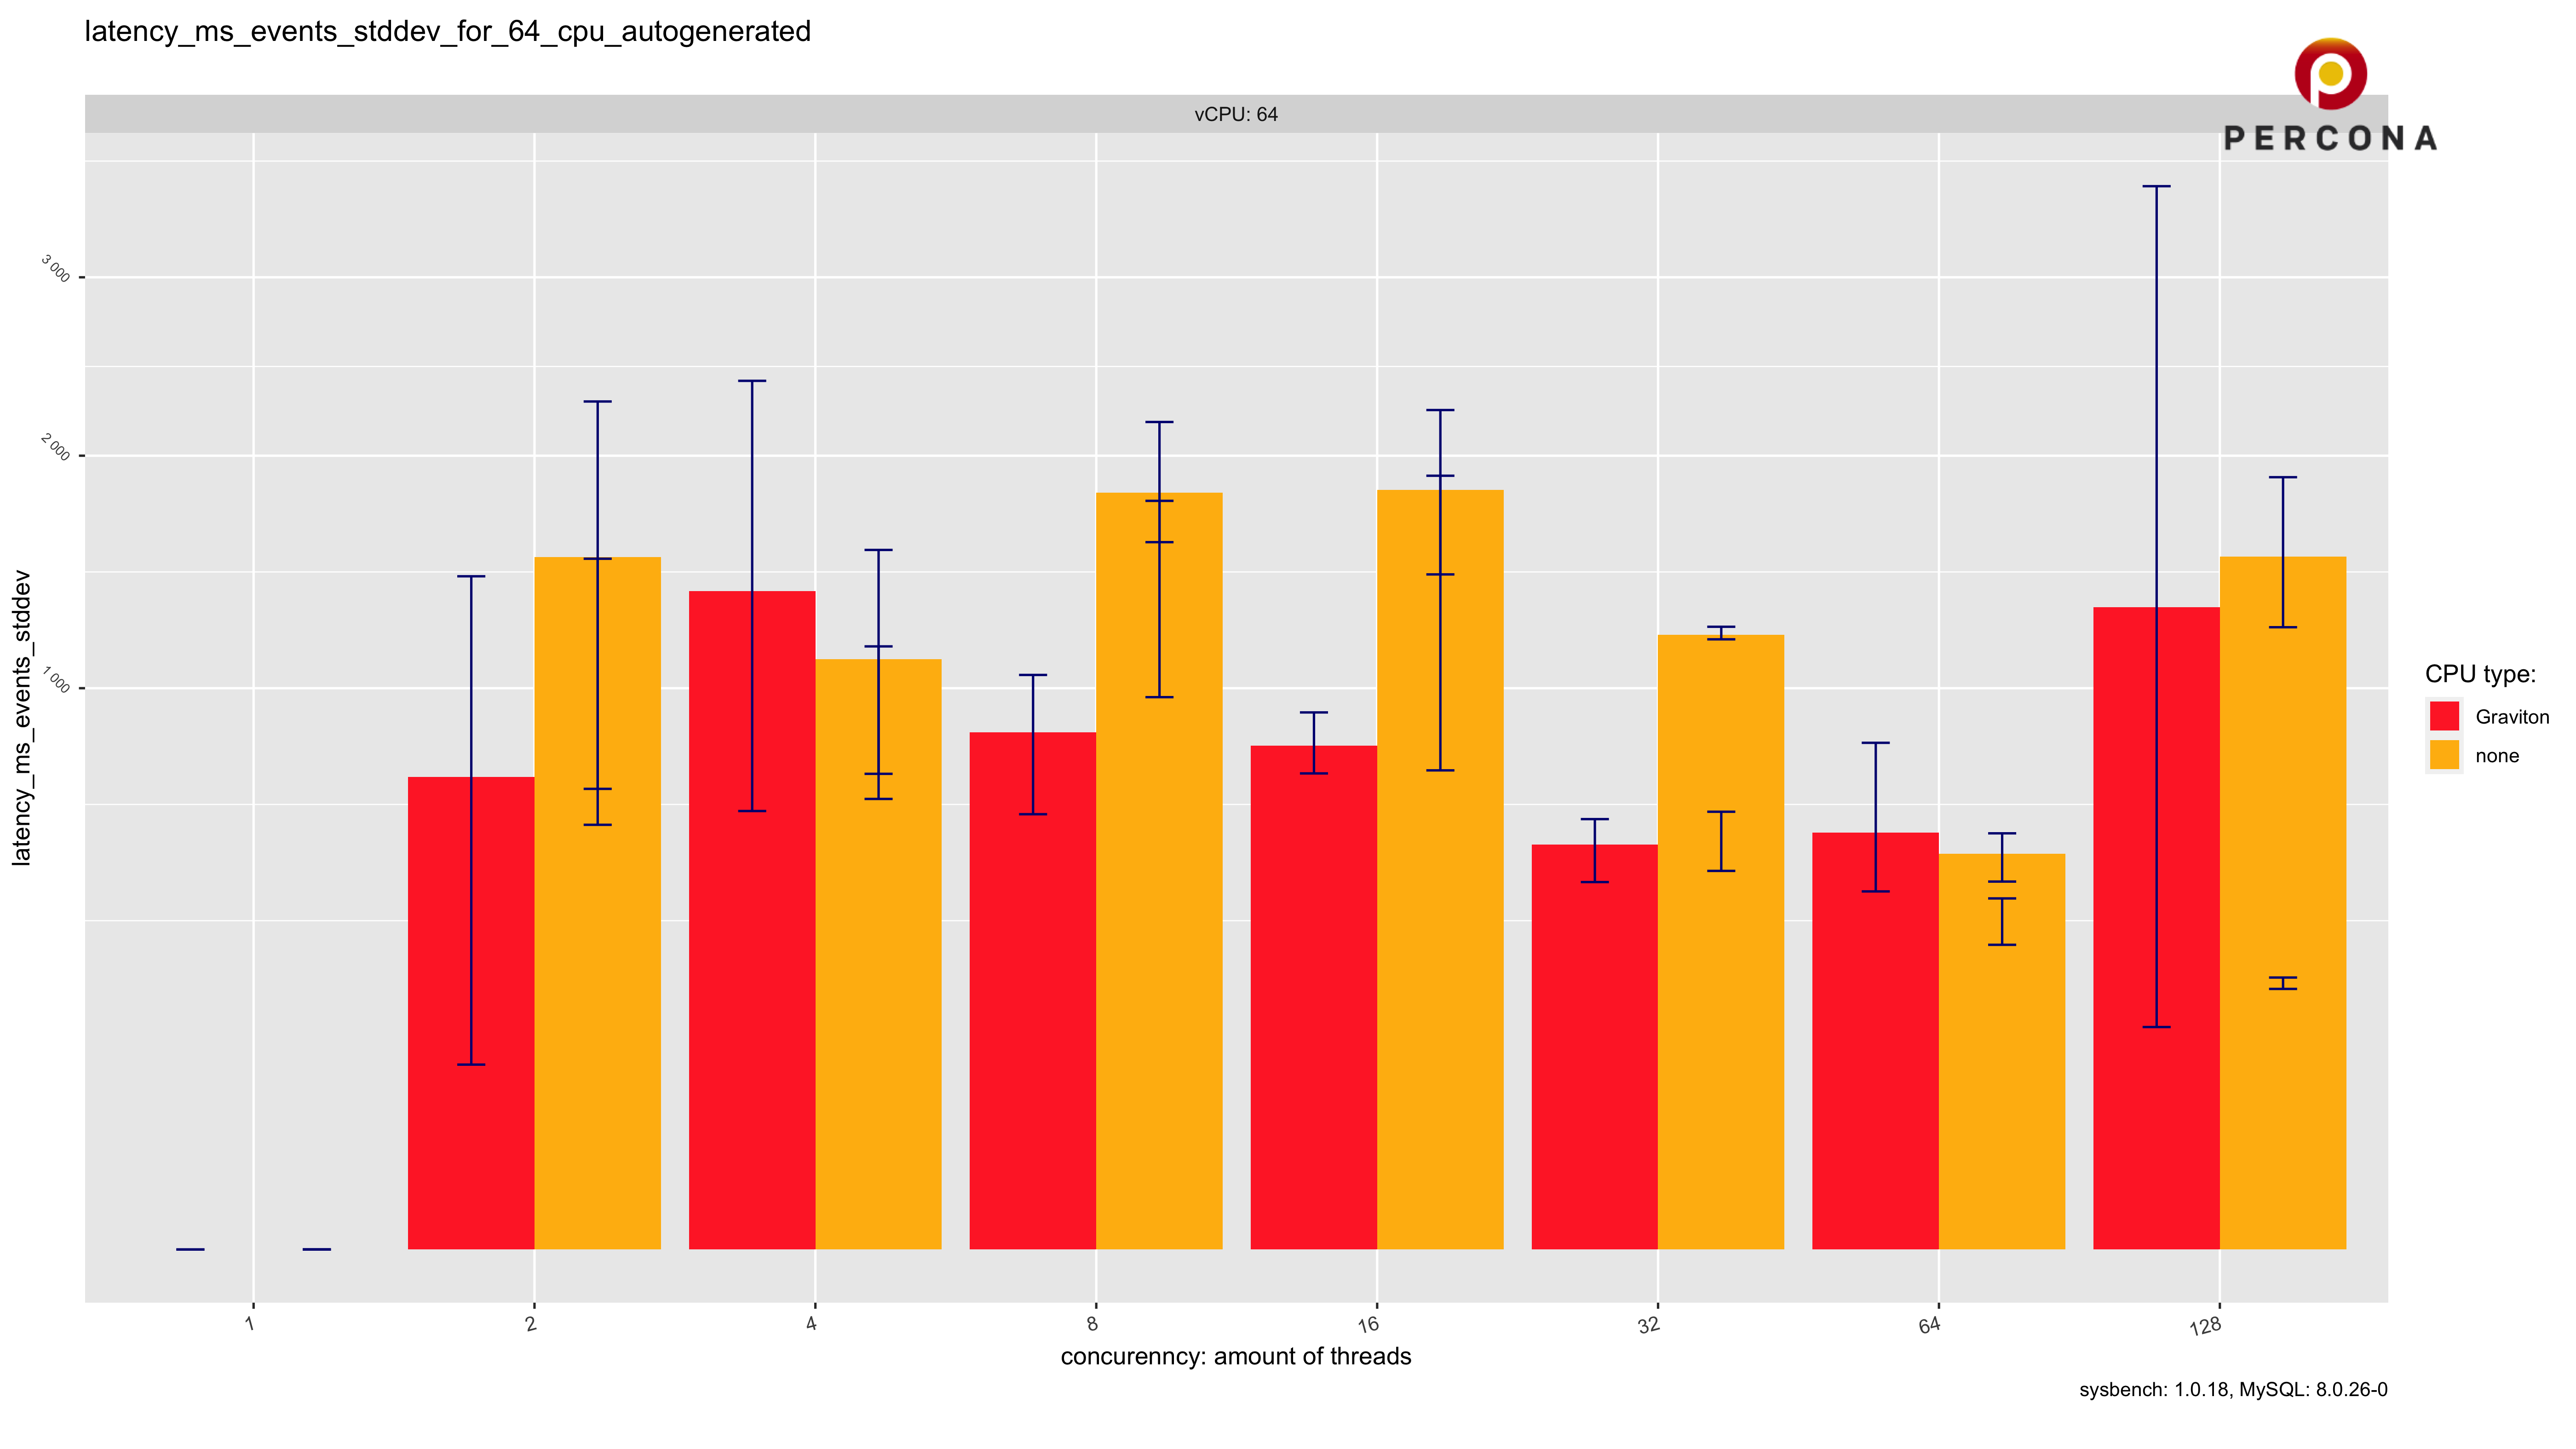 latency_ms_events_stddev_for_64_cpu_autogenerated
PERCONA
vCPU: 64
3 000
2 000
1 000
latency_ms_events_stddev
1
2
4
8
16
32
64
128
concurenncy: amount of threads
CPU type:
Graviton
none
sysbench: 1.0.18, MySQL: 8.0.26-0